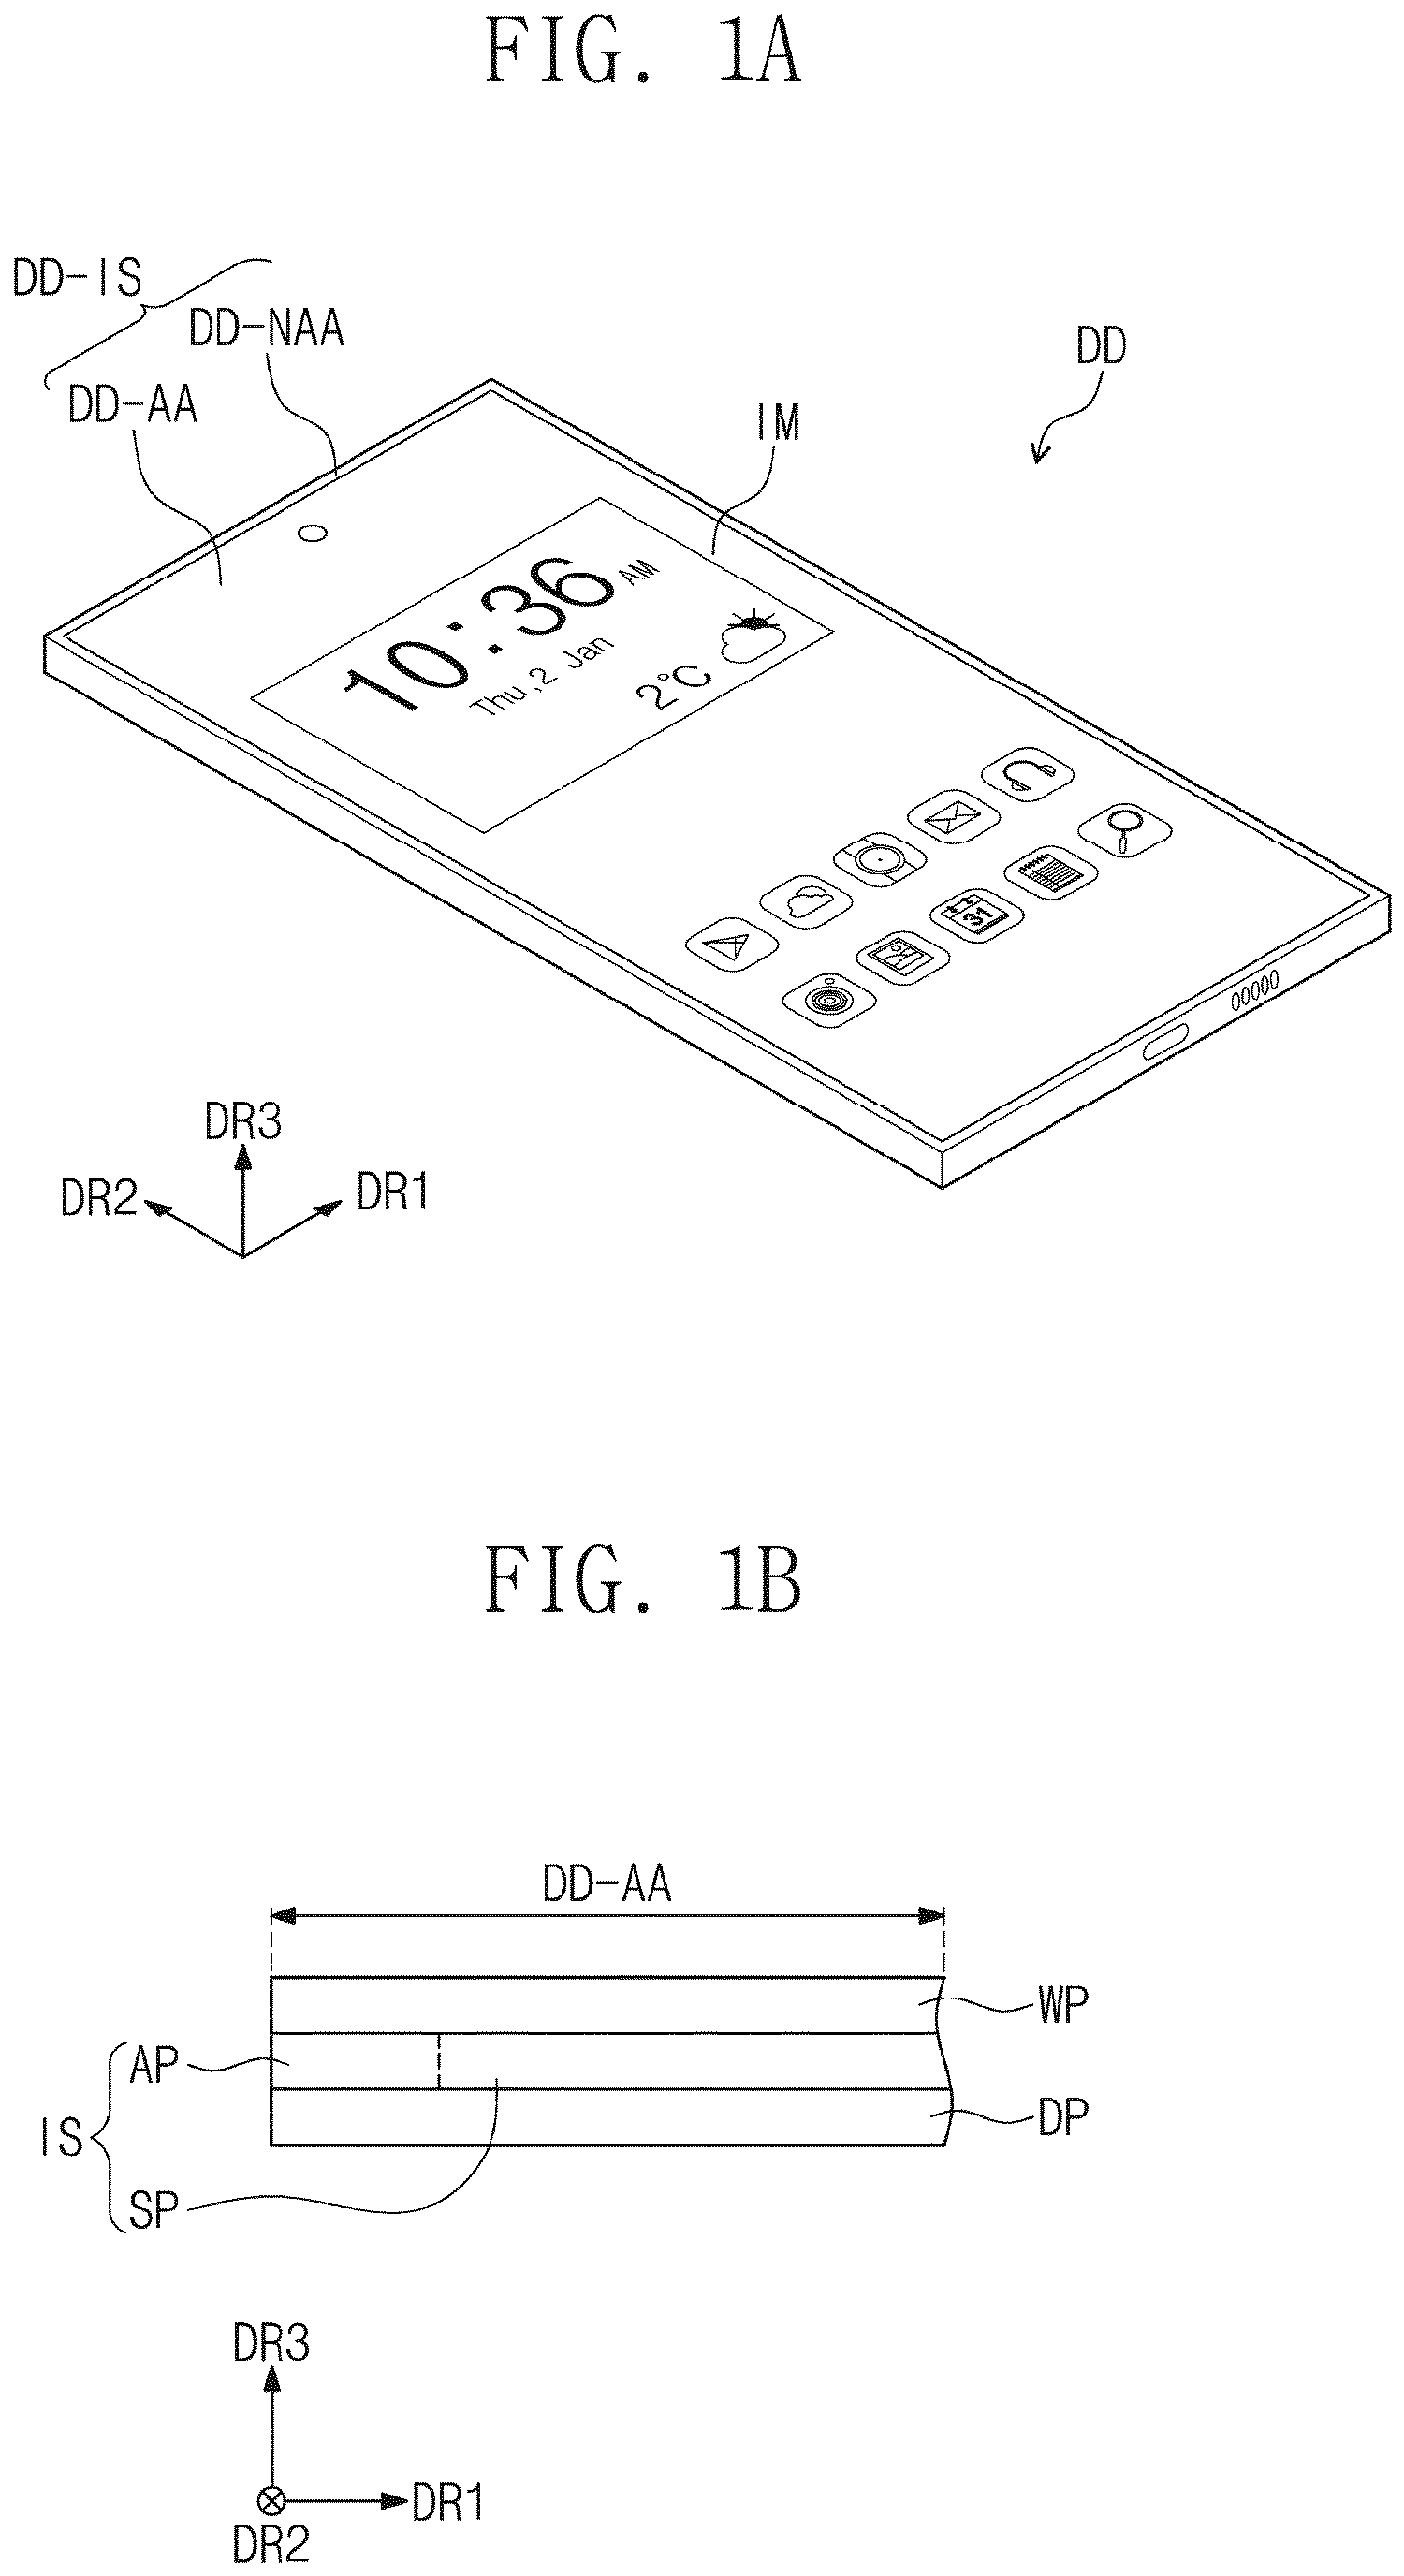 FIG. 1A
DD-IS
DD-NAA
DD-AA
IM
DD
10:36 AM
Thu,2 Jan
2°C
31
DR3
DR2
DR1
FIG. 1B
DD-AA
WP
AP
IS
DP
SP
DR3
DR1
DR2